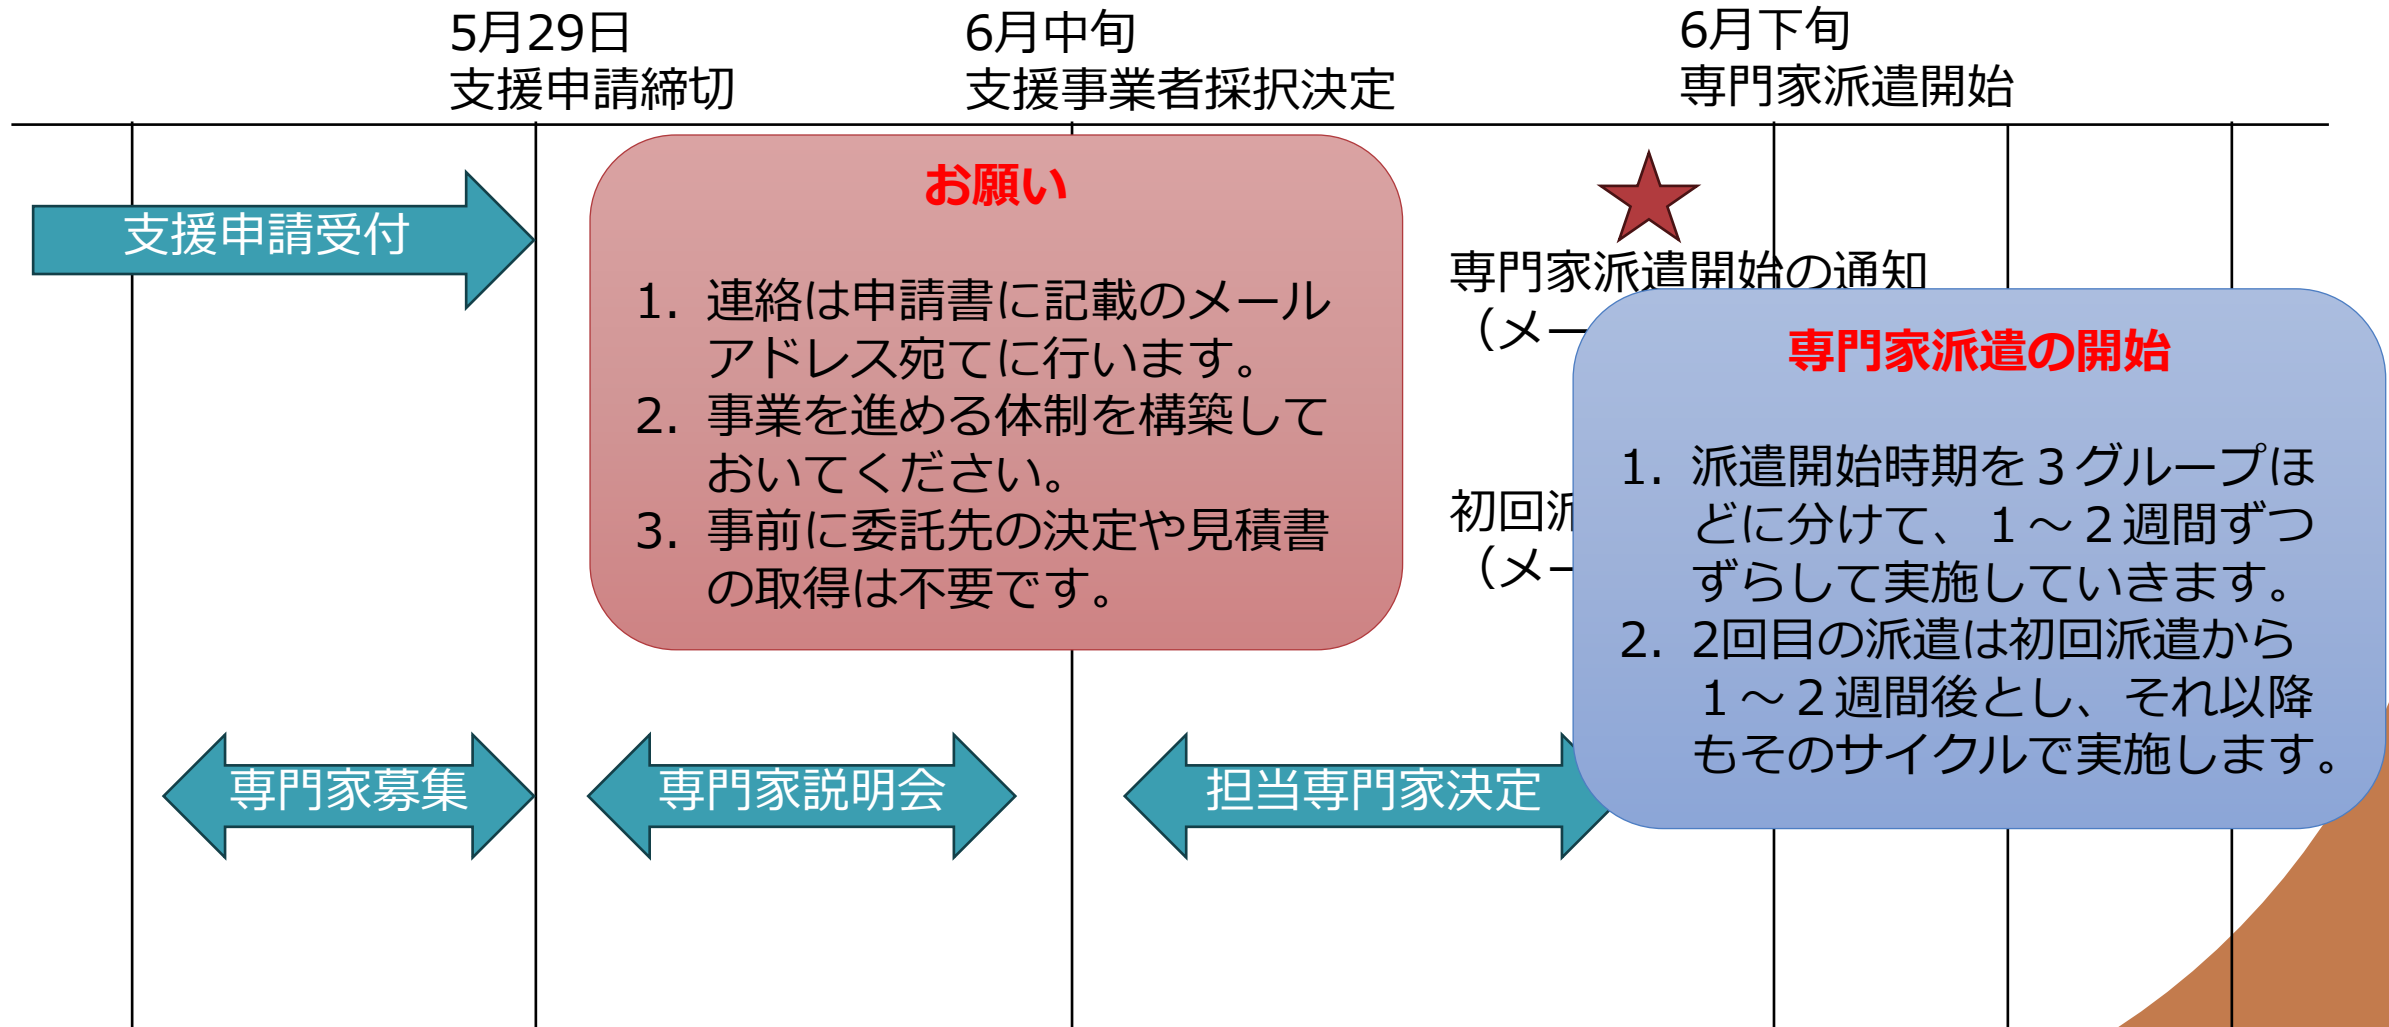 5月29日
支援申請締切
6月中旬
支援事業者採択決定
6月下旬
専門家派遣開始
支援申請受付
お願い
1. 連絡は申請書に記載のメール
アドレス宛てに行います。
2. 事業を進める体制を構築して
おいてください。
3. 事前に委託先の決定や見積書
の取得は不要です。
専門家派遣開始の通知
（メー
初回派
（メー
専門家派遣の開始
1. 派遣開始時期を３グループほ
どに分けて、１～２週間ずつ
ずらして実施していきます。
2. 2回目の派遣は初回派遣から
１～２週間後とし、それ以降
もそのサイクルで実施します。
専門家募集
専門家説明会
担当専門家決定